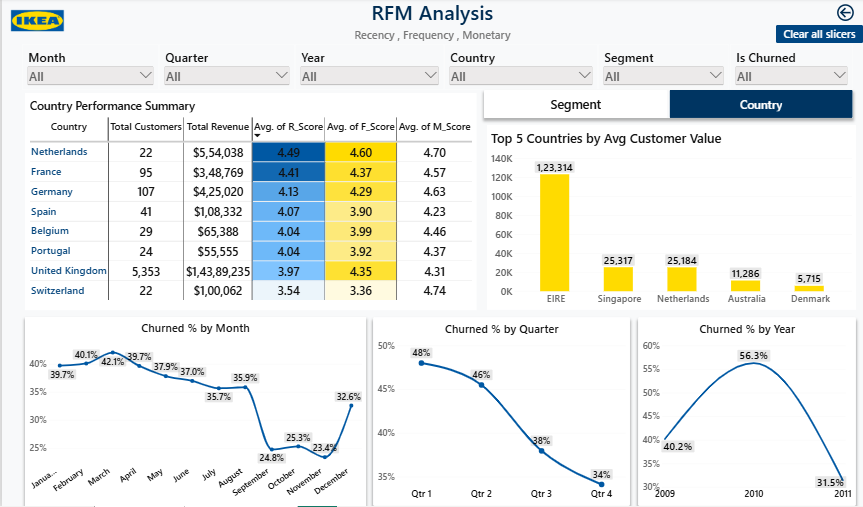 IKEA
RFM Analysis
Recency , Frequency , Monetary
Clear all slicers
Month Quarter Year Country Segment Is Churned
All All All All All All
Country Performance Summary
Country Total Customers Total Revenue Avg. of R_Score Avg. of F_Score Avg. of M_Score
Netherlands 22 $5,54,038 4.49 4.60 4.70
France 95 $3,48,769 4.41 4.37 4.57
Germany 107 $4,25,020 4.13 4.29 4.63
Spain 41 $1,08,332 4.07 3.90 4.23
Belgium 29 $65,388 4.04 3.99 4.46
Portugal 24 $55,555 4.04 3.92 4.37
United Kingdom 5,353 $1,43,89,235 3.97 4.35 4.31
Switzerland 22 $1,00,062 3.54 3.36 4.74
Segment Country
Top 5 Countries by Avg Customer Value
140K
120K
100K
80K
60K
40K
20K
0K
1,23,314
25,317
25,184
11,286
5,715
EIRE Singapore Netherlands Australia Denmark
Churned % by Month
40%
35%
30%
25%
39.7%
40.1%
42.1%
39.7%
37.9%
37.0%
35.7%
35.9%
24.8%
25.3%
23.4%
32.6%
Janua... February March April May June July August September October November December
Churned % by Quarter
50%
45%
40%
35%
48%
46%
38%
34%
Qtr 1 Qtr 2 Qtr 3 Qtr 4
Churned % by Year
60%
55%
50%
45%
40%
35%
30%
40.2%
56.3%
31.5%
2009 2010 2011